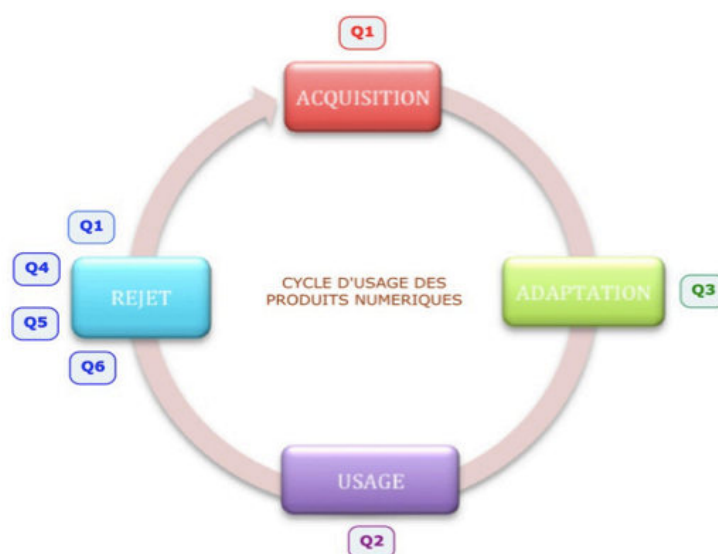 Q1
ACQUISITION
Q1
Q4
REJET
Q5
Q6
CYCLE D'USAGE DES
PRODUITS NUMERIQUES
ADAPTATION
Q3
USAGE
Q2